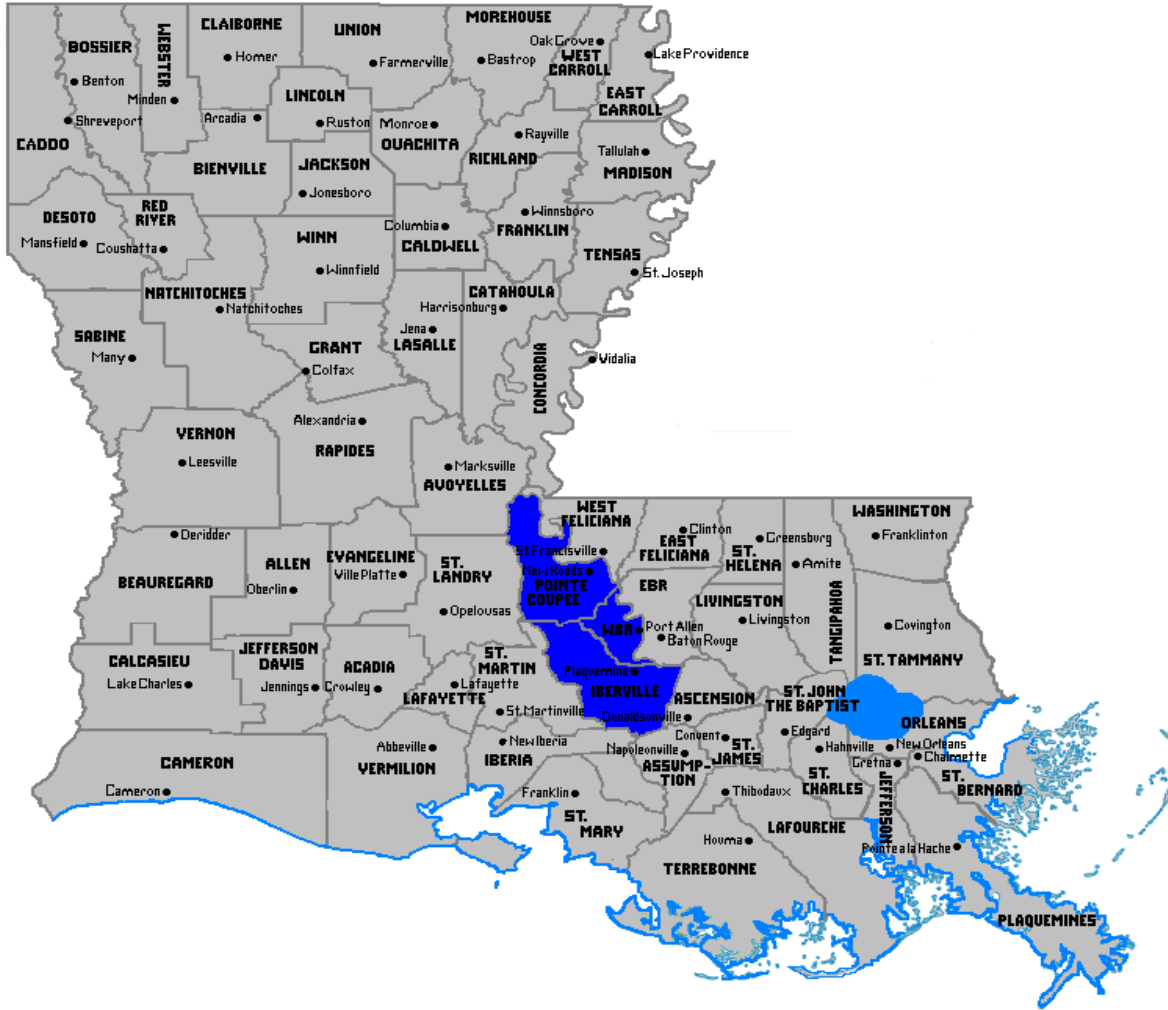 MOREHOUSE
CLAIBORNE
UNION
BOSSIER
WEBSTER
Oak Grove
WEST
CARROLL
Lake Providence
Homer
Farmerville
Bastrop
Benton
Minden
LINCOLN
EAST
CARROLL
Shreveport
Arcadia
Ruston
Monroe
OUACHITA
Rayville
RICHLAND
CADDO
BIENVILLE
JACKSON
Jonesboro
Tallulah
MADISON
DESOTO
RED
RIVER
Mansfield
Coushatta
WINN
Winnfield
Columbia
CALDWELL
Winnsboro
FRANKLIN
TENSAS
St. Joseph
NATCHITOCHES
Natchitoches
CATAHOULA
Harrisonburg
SABINE
Many
GRANT
Colfax
Jena
LASALLE
CONCORDIA
Vidalia
VERNON
Leesville
Alexandria
RAPIDES
Marksville
AVOYELLES
WEST
FELICIANA
St. Francisville
WASHINGTON
Franklinton
Deridder
BEAUREGARD
ALLEN
Oberlin
EVANGELINE
Ville Platte
ST.
LANDRY
Opelousas
New Roads
POINTE
COUPEE
Clinton
EAST
FELICIANA
Greensburg
ST.
HELENA
Amite
EBR
LIVINGSTON
Livingston
TANGIPAHOA
Covington
ST. TAMMANY
WBR
Port Allen
Baton Rouge
CALCASIEU
Lake Charles
JEFFERSON
DAVIS
Jennings
ACADIA
Crowley
LAFAYETTE
Lafayette
ST.
MARTIN
St. Martinville
Plaquemine
IBERVILLE
ASCENSION
Donaldsonville
ST. JOHN
THE BAPTIST
Edgard
ORLEANS
New Orleans
CAMERON
Cameron
Abbeville
VERMILION
New Iberia
IBERIA
Napoleonville
ASSUMP-
TION
Convent
ST.
JAMES
Hahnville
ST.
CHARLES
Gretna
JEFFERSON
Chalmette
ST.
BERNARD
Franklin
ST.
MARY
Thibodaux
LAFOURCHE
Houma
TERREBONNE
Pointe a la Hache
PLAQUEMINES